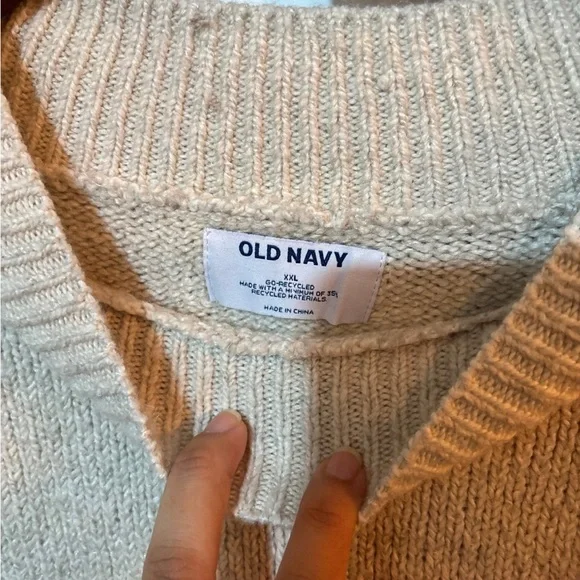 OLD NAVY
XXL
GO-RECYCLED
MADE WITH A MINIMUM OF 35%
RECYCLED MATERIALS
MADE IN CHINA